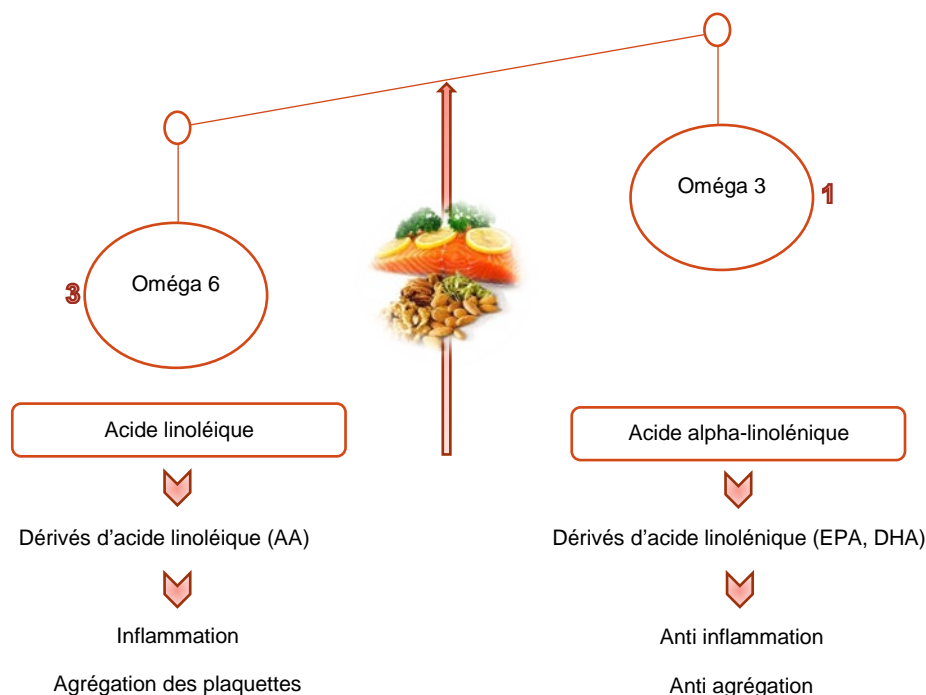 Oméga 3
1
Oméga 6
3
Acide linoléique
Acide alpha-linolénique
Dérivés d’acide linoléique (AA)
Dérivés d’acide linolénique (EPA, DHA)
Inflammation
Anti inflammation
Agrégation des plaquettes
Anti agrégation